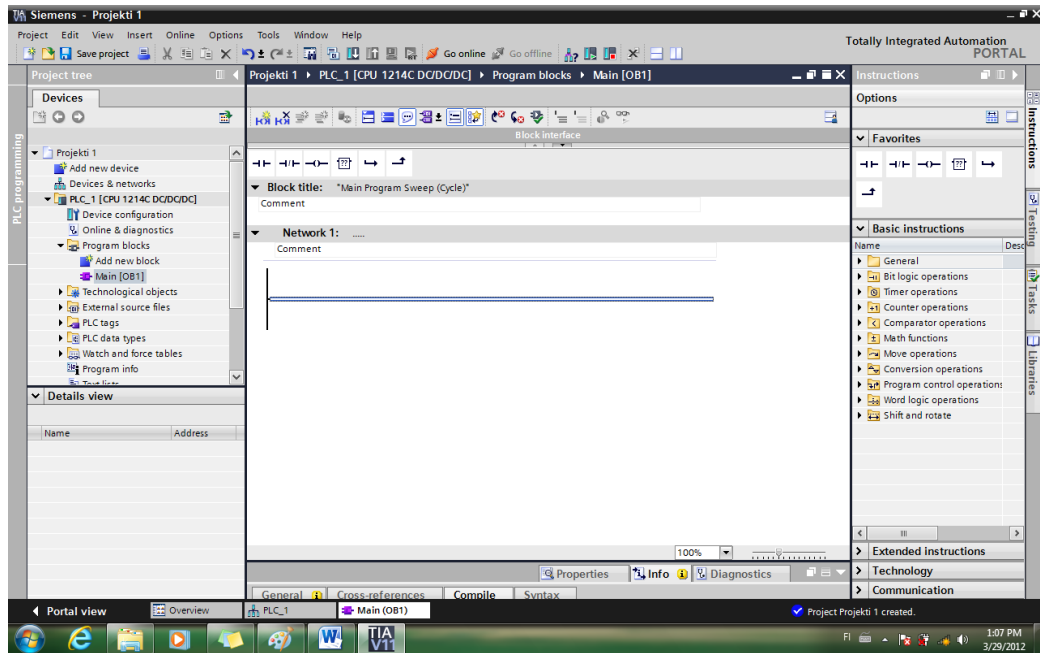 Siemens - Projekti 1
Project Edit View Insert Online Options Tools Window Help
Totally Integrated Automation
PORTAL
Save project
Go online
Go offline
Project tree
Projekti 1 PLC_1 [CPU 1214C DC/DC/DC] Program blocks Main [OB1]
Instructions
Devices
Options
PLC programming
Block interface
Favorites
Projekti 1
Add new device
Devices & networks
PLC_1 [CPU 1214C DC/DC/DC]
Device configuration
Online & diagnostics
Program blocks
Add new block
Main [OB1]
Technological objects
External source files
PLC tags
PLC data types
Watch and force tables
Program info
Text lists
Block title: "Main Program Sweep (Cycle)"
Comment
Network 1: .....
Comment
??
??
Basic instructions
Name Desc
General
Bit logic operations
Timer operations
Counter operations
Comparator operations
Math functions
Move operations
Conversion operations
Program control operations
Word logic operations
Shift and rotate
Instructions
Testing
Tasks
Libraries
Details view
Name Address
100%
Extended instructions
Technology
Communication
Properties Info Diagnostics
General Cross-references Compile Syntax
Portal view Overview PLC_1 Main (OB1)
Project Projekti 1 created.
TIA
V11
FI
1:07 PM
3/29/2012